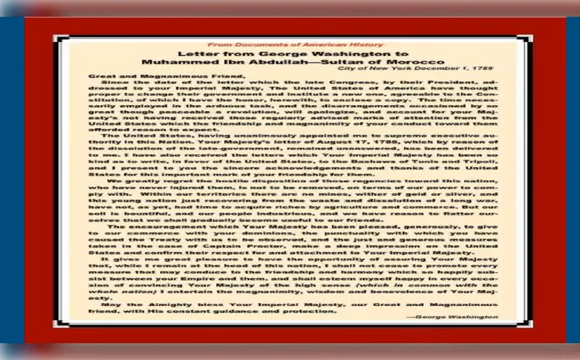 From Documents of American History
Letter from George Washington to
Muhammed Ibn Abdullah—Sultan of Morocco
City of New York December 1, 1789
Great and Magnanimous Friend,
Since the date of the letter which the late Congress, by their President, ad-
dressed to your Imperial Majesty, The United States of America have thought
proper to change their government and institute a new one, agreeable to the Con-
stitution, of which I have the honor, herewith, to enclose a copy. The time neces-
sarily employed in the arduous task, and the disarrangements occasioned by so
great though peaceable a revolution, will apologize, and account for your Maj-
esty's not having received those regularly advised marks of attention from the
United States which the friendship and magnanimity of your conduct toward them
afforded reason to expect.
The United States, having unanimously appointed me to supreme executive au-
thority in this Nation. Your Majesty's letter of August 17, 1788, which by reason of
the dissolution of the late-government, remained unanswered, has been delivered
to me. I have also received the letters which Your Imperial Majesty has been so
kind as to write, in favor of the United States, to the Bashaws of Tunis and Tripoli,
and I present to you the sincere acknowledgements and thanks of the United
States for this important mark of your friendship for them.
We greatly regret the hostile disposition of those regencies toward this nation,
who have never injured them, is not to be removed, on terms of our power to com-
ply with. Within our territories there are no mines, wither of gold or silver, and
this young nation just recovering from the waste and desolation of a long war,
have not, as yet, had time to acquire riches by agriculture and commerce. But our
soil is bountiful, and our people industrious, and we have reason to flatter our-
selves that we shall gradually become useful to our friends.
The encouragement which Your Majesty has been pleased, generously, to give
to our commerce with your dominions, the punctuality with which you have
caused the Treaty with us to be observed, and the just and generous measures
taken in the case of Captain Procter, make a deep impression on the United
States and confirm their respect for and attachment to Your Imperial Majesty.
It gives me great pleasure to have the opportunity of assuring Your Majesty
that, while I remain at the head of this nation, I shall not cease to promote every
measure that may conduce to the friendship and harmony which so happily sub-
sist between your Empire and them, and shall esteem myself happy in every occa-
sion of convincing Your Majesty of the high sense (which in common with the
whole nation) I entertain the magnanimity, wisdom and benevolence of Your Maj-
esty.
May the Almighty bless Your Imperial Majesty, our Great and Magnanimous
friend, with His constant guidance and protection.
—George Washington